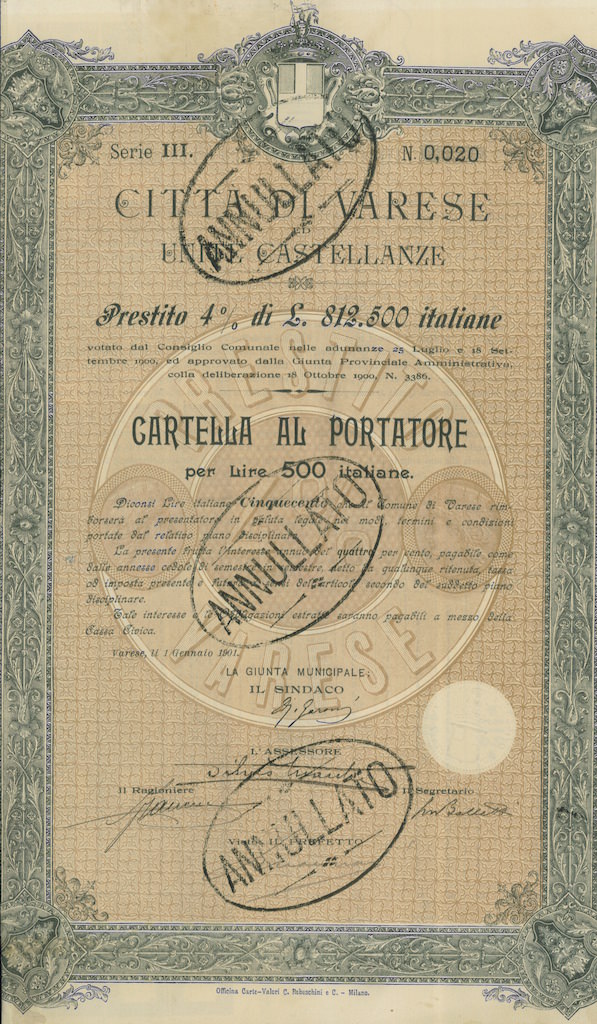 Serie III.
N. 0,020
CITTÀ DI VARESE
ED
UNITE CASTELLANZE
Prestito 4% di £. 812.500 italiane
votato dal Consiglio Comunale nelle adunanze 25 Luglio e 18 Set-
tembre 1900, ed approvato dalla Giunta Provinciale Amministrativa,
colla deliberazione 18 Ottobre 1900, N. 3386.
PRESTITO
CARTELLA AL PORTATORE
per Lire 500 italiane.
Diconsi Lire italiane Cinquecento che il Comune di Varese rim-
borserà al presentatore in valuta legale nei modi, termini e condizioni
portate dal relativo piano disciplinare.
La presente frutta l'Interesse annuo del quattro per cento, pagabile come
dalle annesse cedole di semestre in semestre, netto da qualunque ritenuta, tassa
od imposta presente e futura ai sensi dell'articolo secondo del suddetto piano
disciplinare.
Tale interesse e le Obbligazioni estratte saranno pagabili a mezzo della
Cassa Civica.
VARESE
Varese, il 1 Gennaio 1901.
LA GIUNTA MUNICIPALE:
IL SINDACO
L'ASSESSORE
Il Ragioniere
Il Segretario
Visto: IL PREFETTO
ANNULLATO
ANNULLATO
ANNULLATO
Officina Carte-Valori C. Rebeschini e C. - Milano.